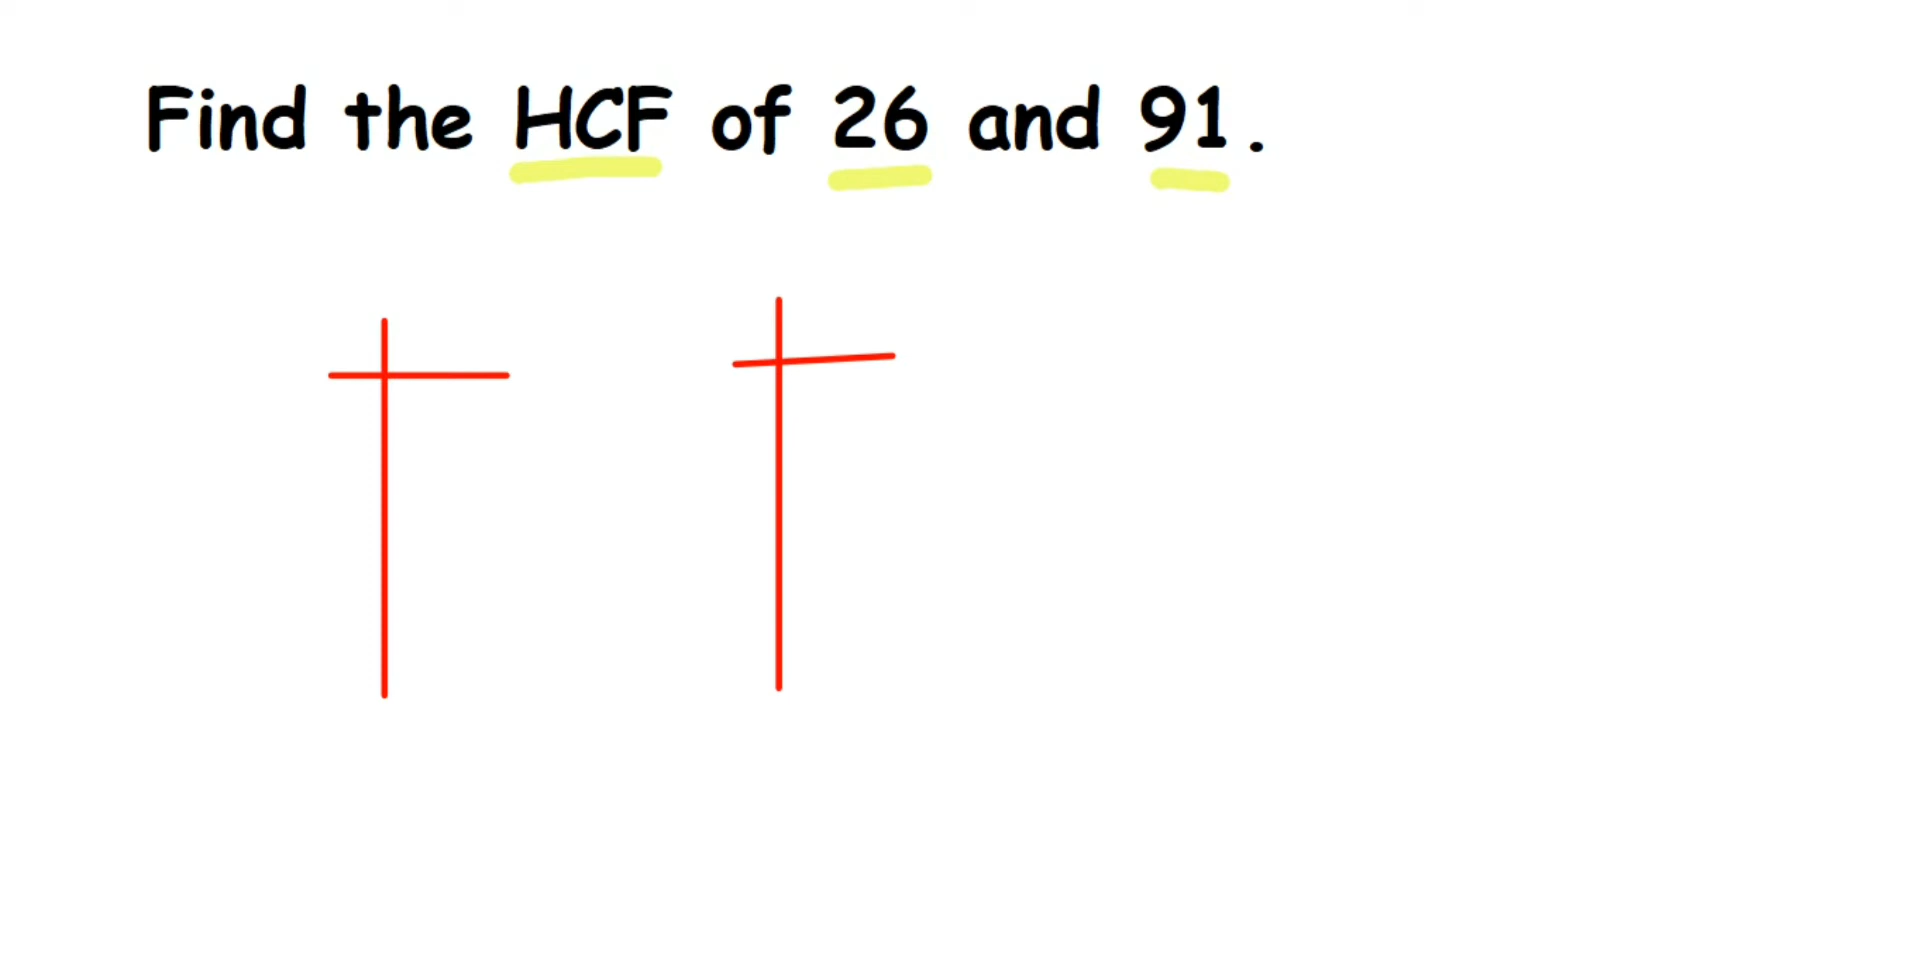 Find the HCF of 26 and 91.